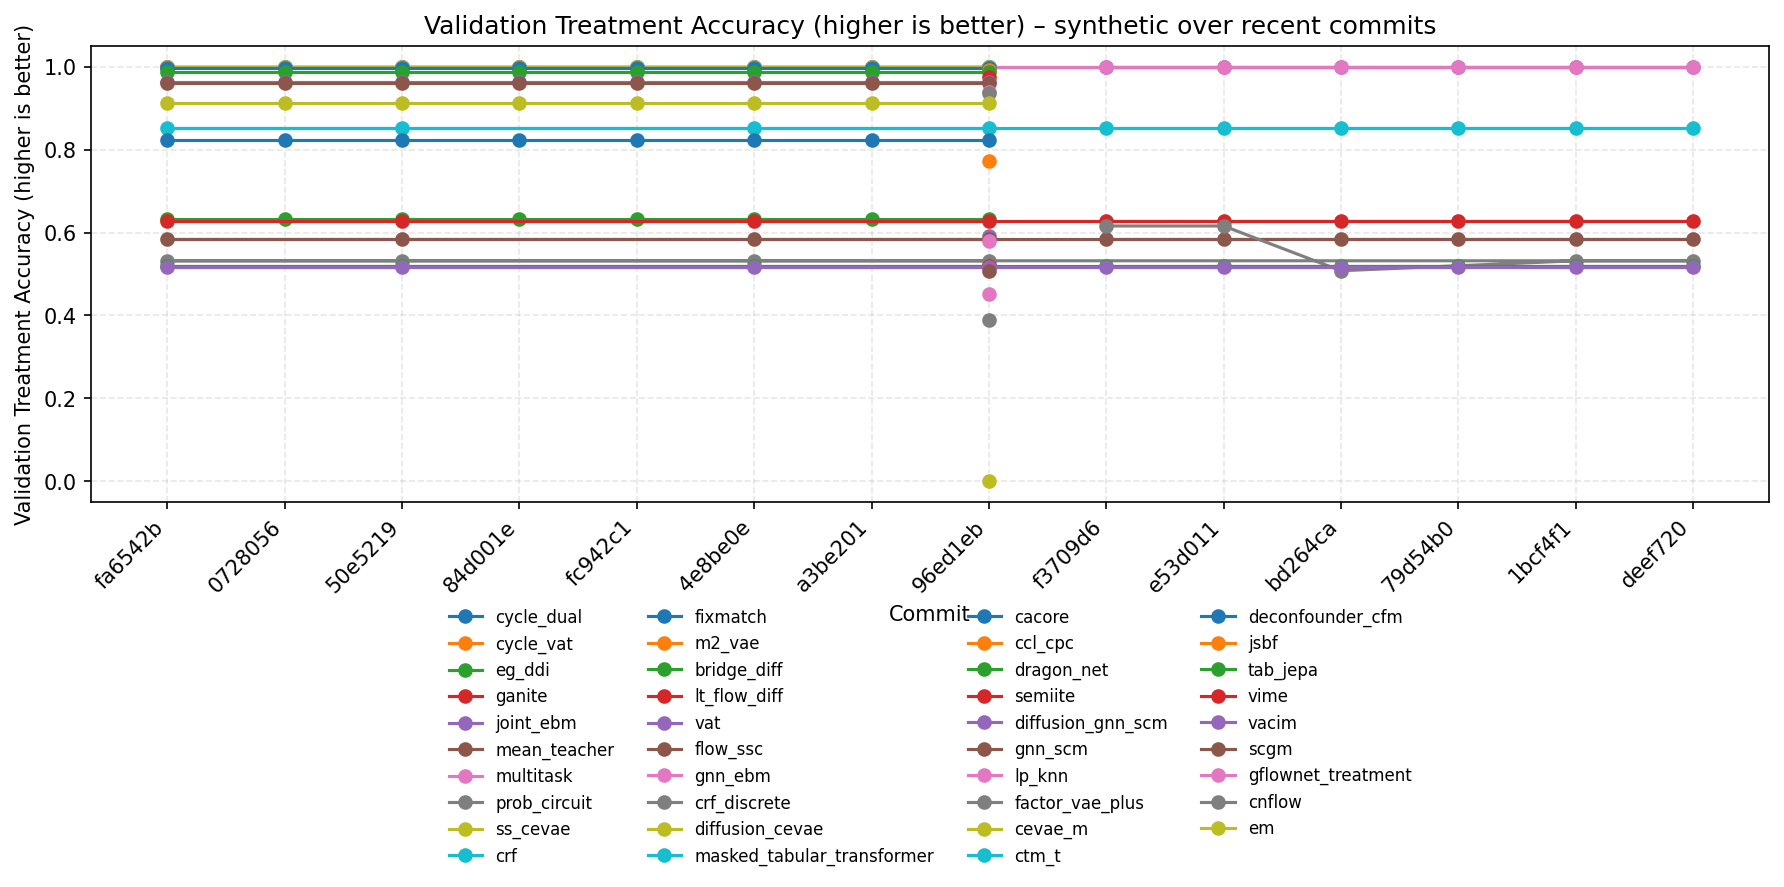 Validation Treatment Accuracy (higher is better) – synthetic over recent commits
Validation Treatment Accuracy (higher is better)
1.0
0.8
0.6
0.4
0.2
0.0
fa6542b
0728056
50e5219
84d001e
fc942c1
4e8be0e
a3be201
96ed1eb
f3709d6
e53d011
bd264ca
79d54b0
1bcf4f1
deef720
Commit
cycle_dual
cycle_vat
eg_ddi
ganite
joint_ebm
mean_teacher
multitask
prob_circuit
ss_cevae
crf
fixmatch
m2_vae
bridge_diff
lt_flow_diff
vat
flow_ssc
gnn_ebm
crf_discrete
diffusion_cevae
masked_tabular_transformer
cacore
ccl_cpc
dragon_net
semiite
diffusion_gnn_scm
gnn_scm
lp_knn
factor_vae_plus
cevae_m
ctm_t
deconfounder_cfm
jsbf
tab_jepa
vime
vacim
scgm
gflownet_treatment
cnflow
em